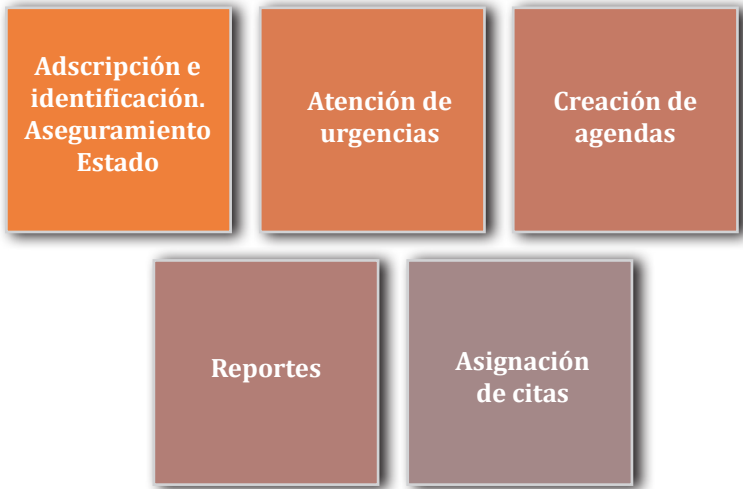 Adscripción e
identificación.
Aseguramiento
Estado
Atención de
urgencias
Creación de
agendas
Reportes
Asignación
de citas